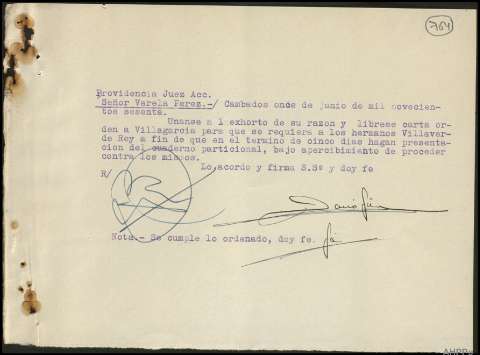 764
Providencia Juez Acc.
Señor Varela Perez.-/ Cambados once de junio de mil novecien-
tos sesenta.
Unanse a l exhorto de su razon y librese carta or-
den a Villagarcia para que se requiera a los hermanos Villaver-
de Rey a fin de que en el termino de cinco dias hagan presenta-
cion del cuaderno particional, bajo apercibimiento de proceder
contra los mismos.
Lo acordo y firma S.Sª y doy fe
R/
Nota.- Se cumple lo ordenado, doy fe.
AHPPo